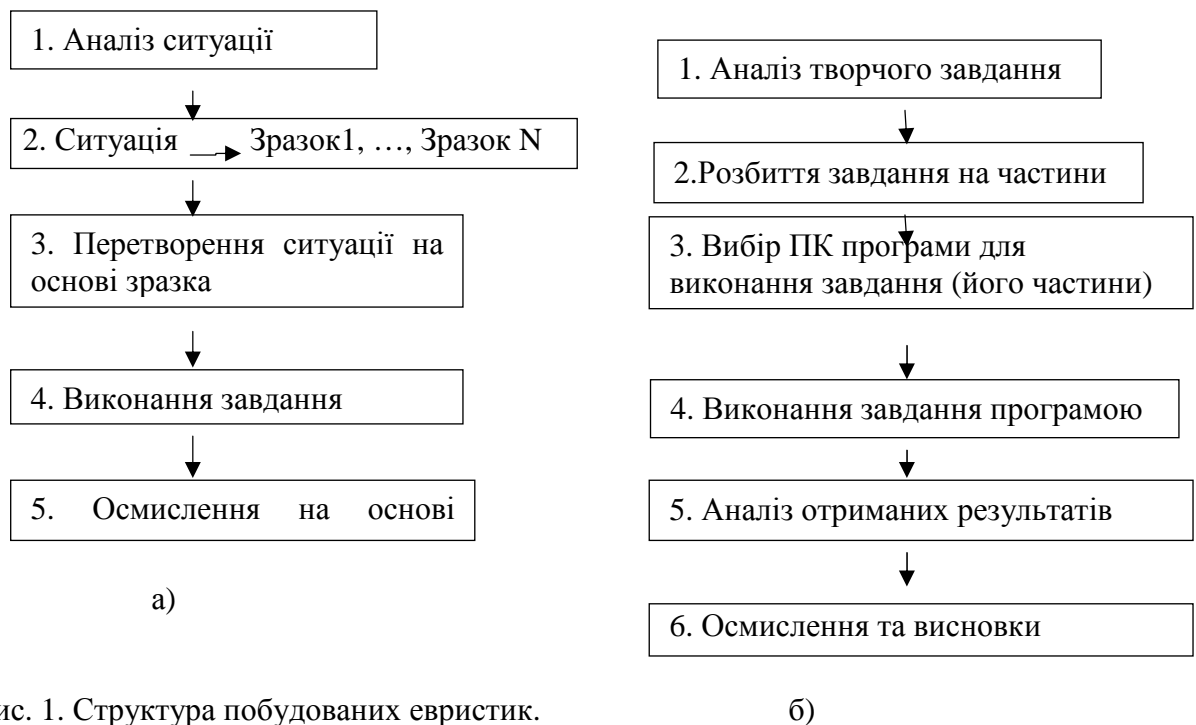 1. Аналіз ситуації
2. Ситуація Зразок1, …, Зразок N
3. Перетворення ситуації на
основі зразка
4. Виконання завдання
5. Осмислення на основі
а)
1. Аналіз творчого завдання
2.Розбиття завдання на частини
3. Вибір ПК програми для
виконання завдання (його частини)
4. Виконання завдання програмою
5. Аналіз отриманих результатів
6. Осмислення та висновки
б)
ис. 1. Структура побудованих евристик.